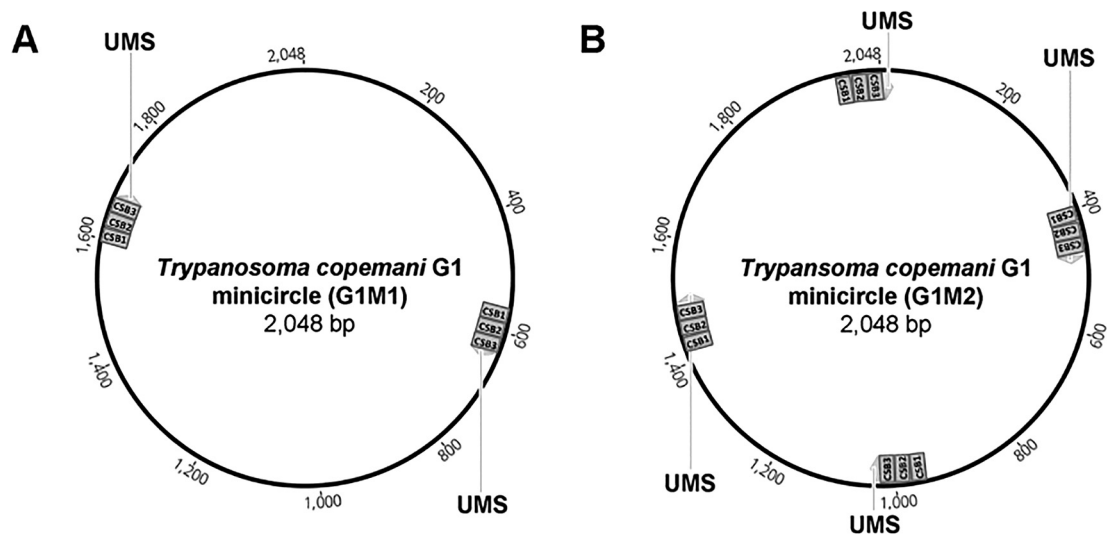 A
UMS
2,048
200
400
600
800
1,000
1,200
1,400
1,600
1,800
CSB3
CSB2
CSB1
Trypanosoma copemani G1
minicircle (G1M1)
2,048 bp
CSB1
CSB2
CSB3
UMS
B
UMS
UMS
2,048
200
400
600
800
1,000
1,200
1,400
1,600
1,800
CSB1
CSB2
CSB3
CSB1
CSB2
CSB3
Trypansoma copemani G1
minicircle (G1M2)
2,048 bp
CSB3
CSB2
CSB1
CSB3
CSB2
CSB1
UMS
UMS